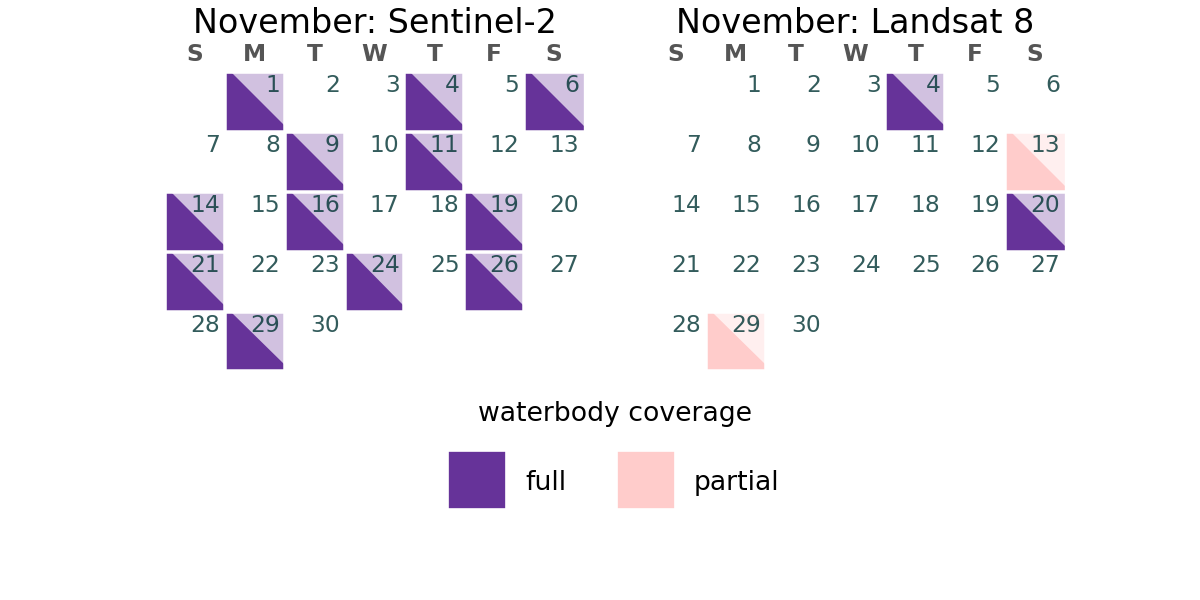 November: Sentinel-2
S M T W T F S
1 2 3 4 5 6
7 8 9 10 11 12 13
14 15 16 17 18 19 20
21 22 23 24 25 26 27
28 29 30
November: Landsat 8
S M T W T F S
1 2 3 4 5 6
7 8 9 10 11 12 13
14 15 16 17 18 19 20
21 22 23 24 25 26 27
28 29 30
waterbody coverage
full partial